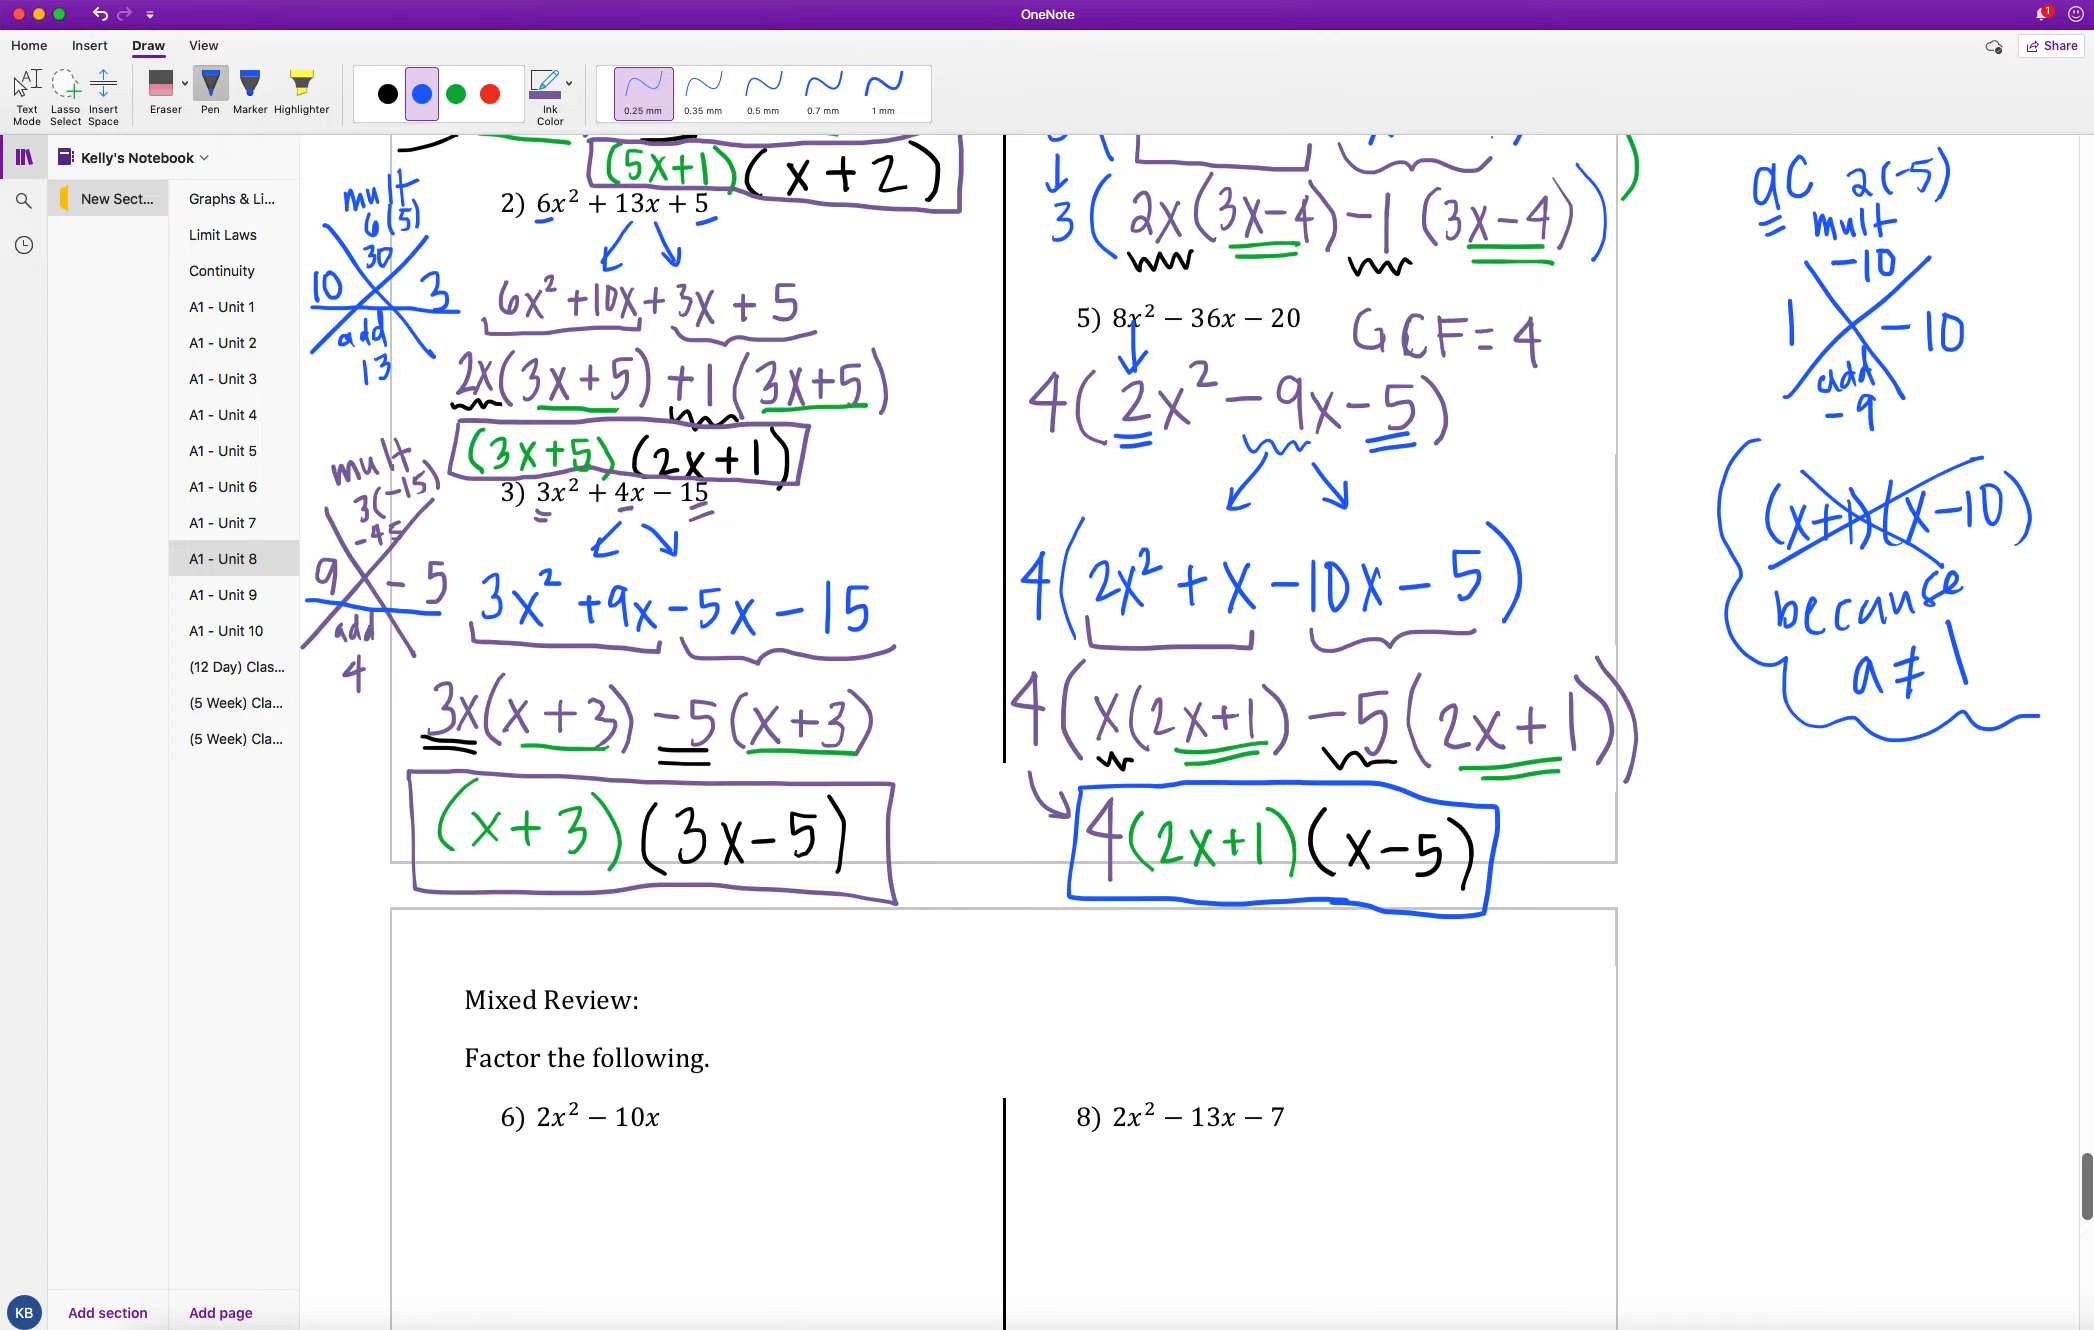 OneNote
1
Home Insert Draw View
Share
Text Mode
Lasso Select
Insert Space
Eraser
Pen
Marker
Highlighter
Ink Color
0.25 mm
0.35 mm
0.5 mm
0.7 mm
1 mm
Kelly's Notebook
New Sect...
Graphs & Li...
Limit Laws
Continuity
A1 - Unit 1
A1 - Unit 2
A1 - Unit 3
A1 - Unit 4
A1 - Unit 5
A1 - Unit 6
A1 - Unit 7
A1 - Unit 8
A1 - Unit 9
A1 - Unit 10
(12 Day) Clas...
(5 Week) Cla...
(5 Week) Cla...
KB
Add section
Add page
(5x+1)(x+2)
2) 6x² + 13x + 5
mult
6(5)
30
10 3
add
13
6x²+10x+3x+5
2x(3x+5)+1(3x+5)
(3x+5)(2x+1)
3) 3x² + 4x − 15
mult
3(-15)
-45
9 -5
add
4
3x²+9x-5x-15
3x(x+3)-5(x+3)
(x+3)(3x-5)
3(2x(3x-4)-1(3x-4))
5) 8x² − 36x − 20
GCF=4
4(2x²-9x-5)
4(2x²+x-10x-5)
4(x(2x+1)-5(2x+1))
4(2x+1)(x-5)
ac 2(-5)
mult
-10
1 -10
add
-9
(x+1)(x-10)
because
a≠1
Mixed Review:
Factor the following.
6) 2x² − 10x
8) 2x² − 13x − 7